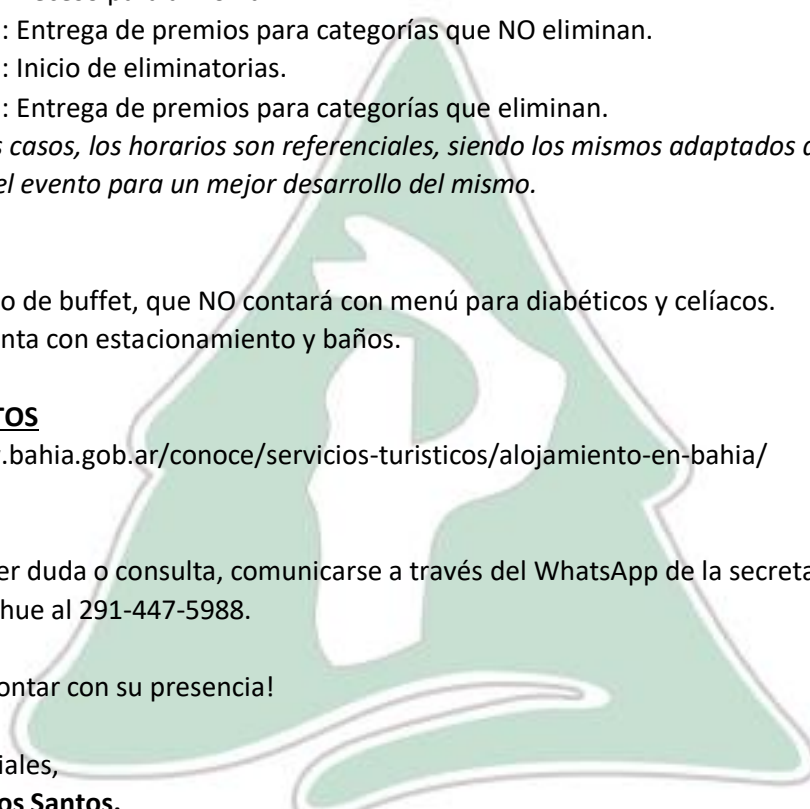 : Entrega de premios para categorías que NO eliminan.
: Inicio de eliminatorias.
: Entrega de premios para categorías que eliminan.
casos, los horarios son referenciales, siendo los mismos adaptados
el evento para un mejor desarrollo del mismo.
o de buffet, que NO contará con menú para diabéticos y celíacos.
nta con estacionamiento y baños.
TOS
.bahia.gob.ar/conoce/servicios-turisticos/alojamiento-en-bahia/
er duda o consulta, comunicarse a través del WhatsApp de la secreta
hue al 291-447-5988.
ontar con su presencia!
iales,
os Santos.